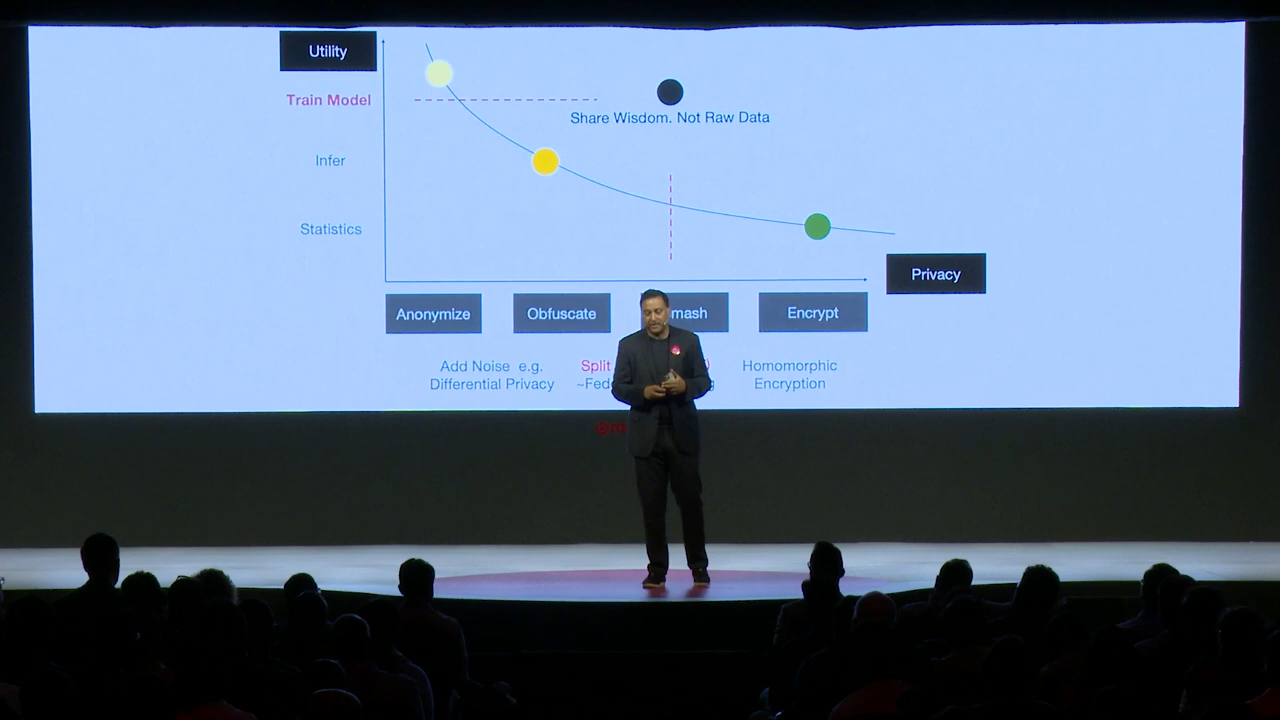 Utility
Train Model
Share Wisdom. Not Raw Data
Infer
Statistics
Privacy
Anonymize
Obfuscate
Encrypt
Add Noise e.g.
Differential Privacy
Split
Homomorphic
Encryption